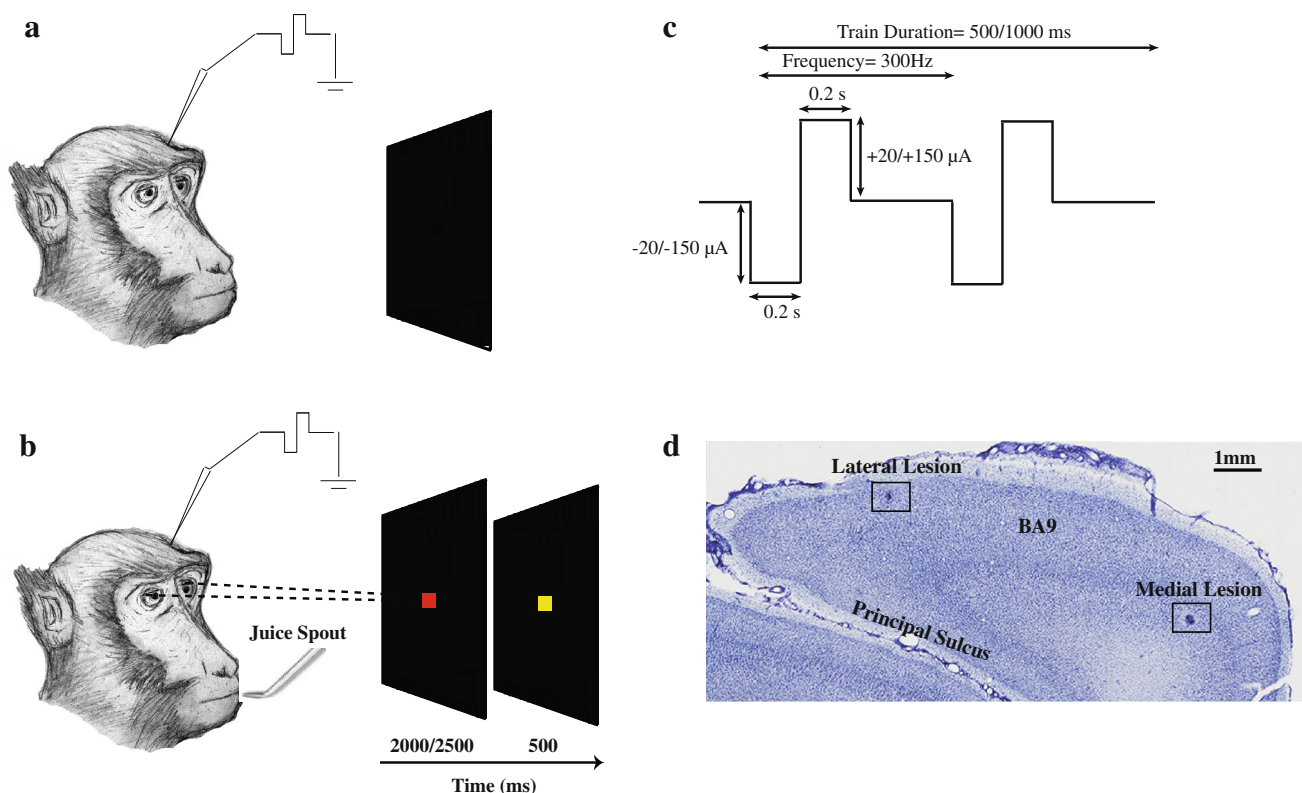 a
b
Juice Spout
2000/2500
500
Time (ms)
c
Train Duration= 500/1000 ms
Frequency= 300Hz
0.2 s
+20/+150 µA
-20/-150 µA
0.2 s
d
1mm
Lateral Lesion
BA9
Medial Lesion
Principal Sulcus